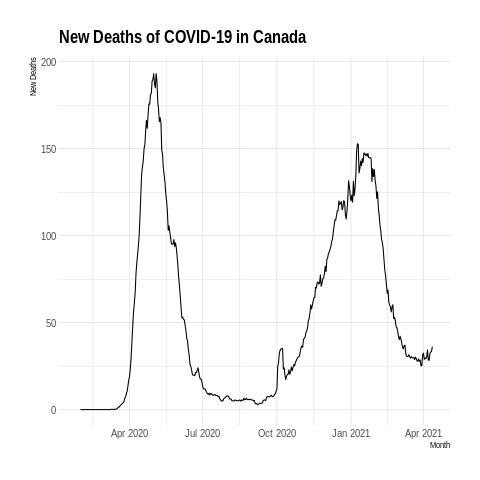 New Deaths of COVID-19 in Canada
New Deaths
200
150
100
50
0
Apr 2020 Jul 2020 Oct 2020 Jan 2021 Apr 2021
Month